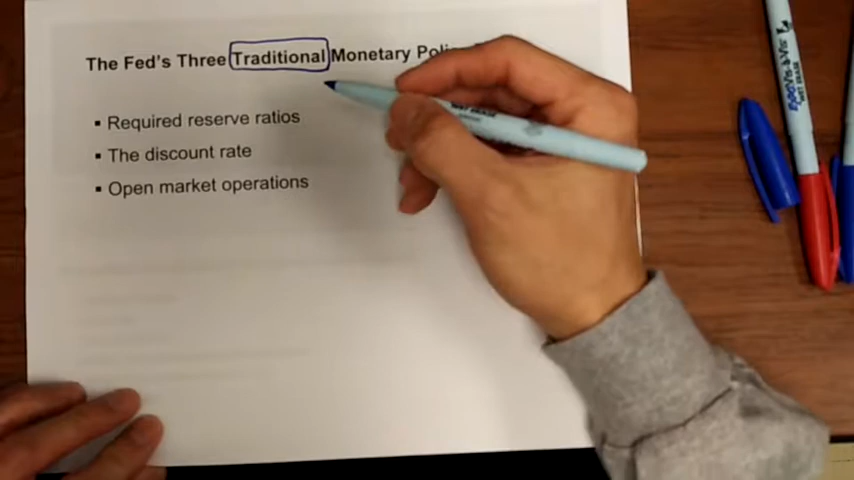 The Fed's Three Traditional Monetary
▪ Required reserve ratios
▪ The discount rate
▪ Open market operations